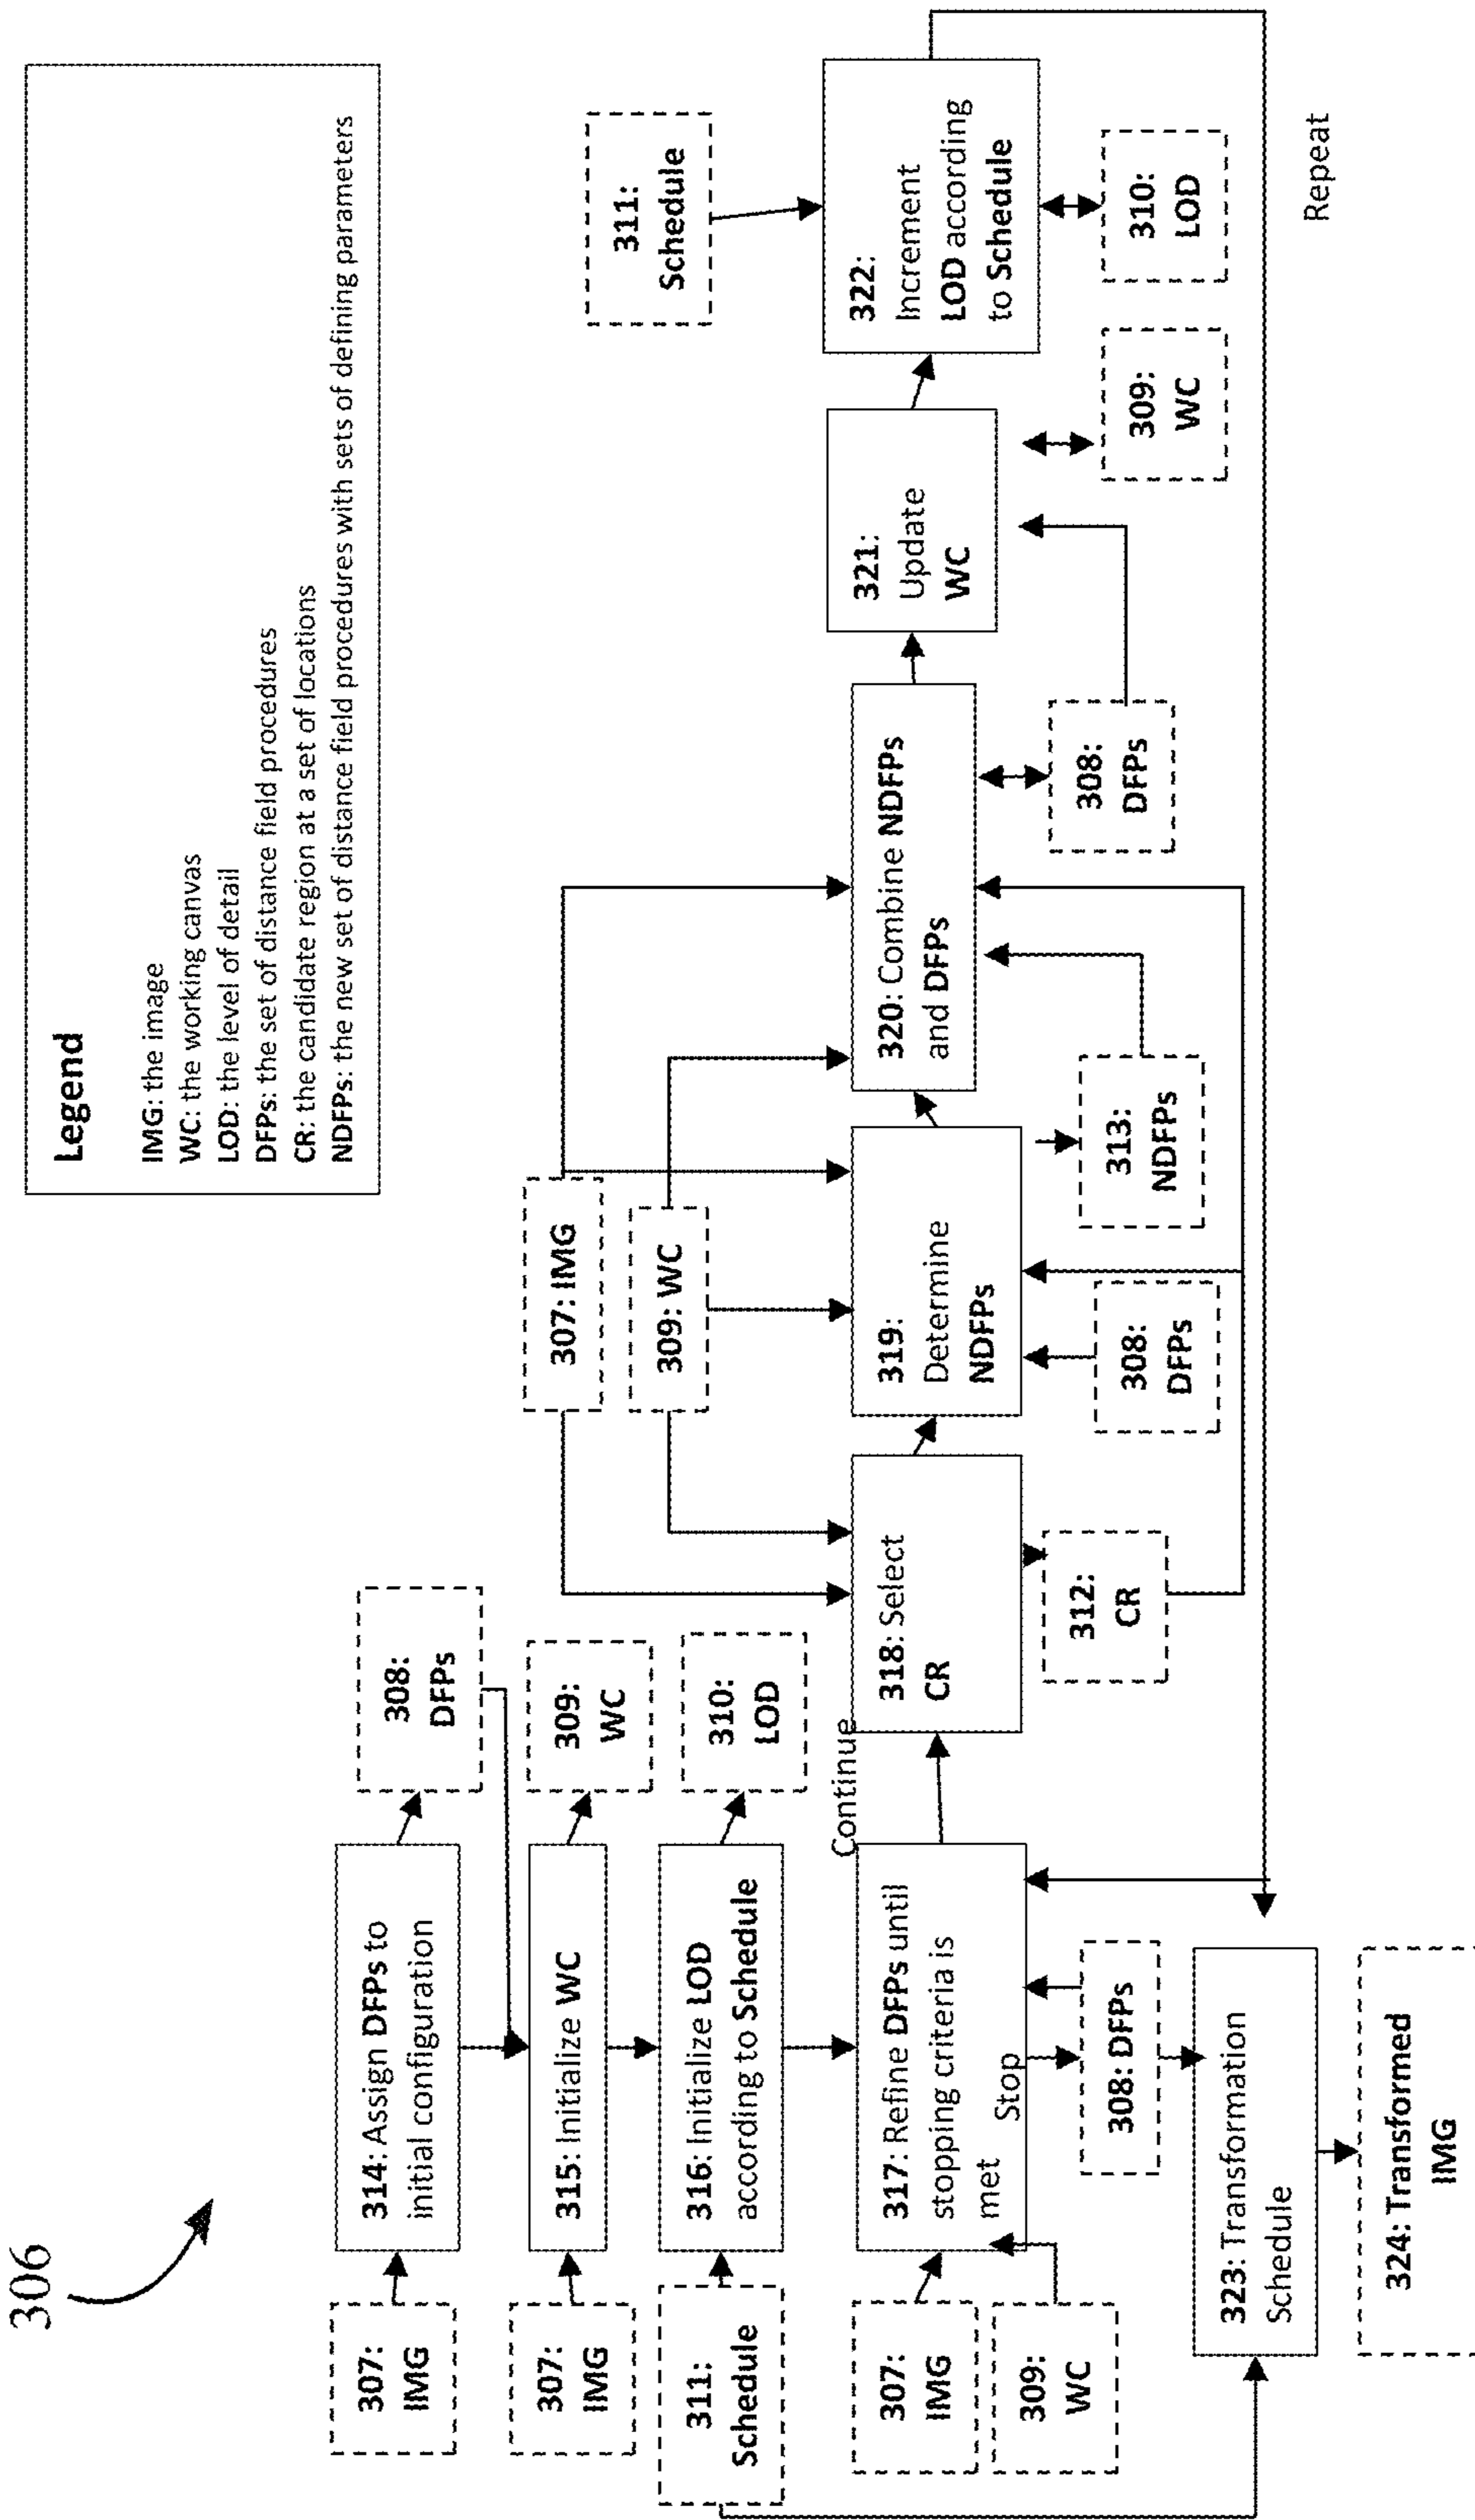 306
Legend
IMG: the image
WC: the working canvas
LOD: the level of detail
DFPs: the set of distance field procedures
CR: the candidate region at a set of locations
NDFPs: the new set of distance field procedures with sets of defining parameters
307:
IMG
314: Assign DFPs to
initial configuration
308:
DFPs
307:
IMG
315: Initialize WC
309:
WC
311:
Schedule
316: Initialize LOD
according to Schedule
310:
LOD
307: IMG
309: WC
311:
Schedule
307:
IMG
309:
WC
317: Refine DFPs until
stopping criteria is
met
Stop
Continue
318: Select
CR
319:
Determine
NDFPs
320: Combine NDFPs
and DFPs
321:
Update
WC
322:
Increment
LOD according
to Schedule
308: DFPs
312:
CR
308:
DFPs
313:
NDFPs
308:
DFPs
309:
WC
310:
LOD
Repeat
323: Transformation
Schedule
324: Transformed
IMG